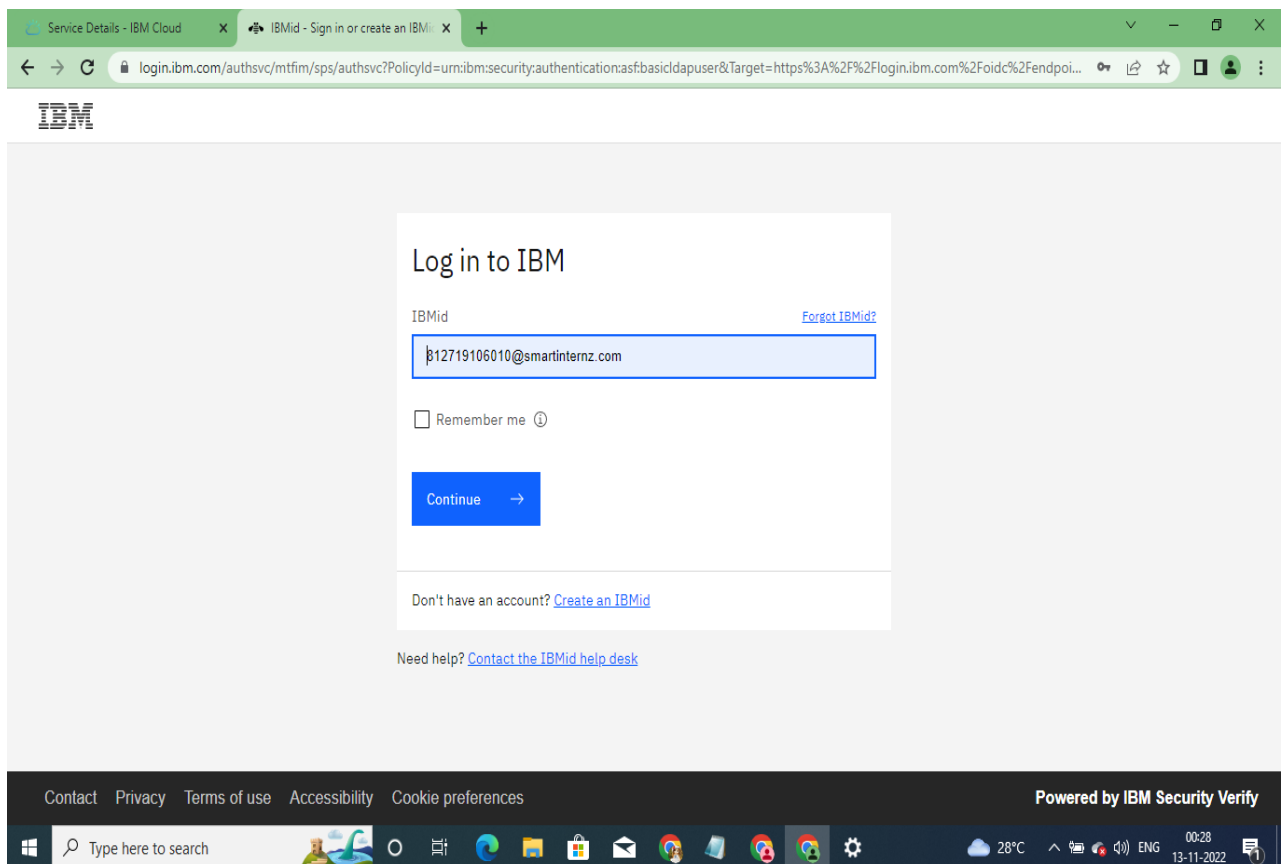 Service Details - IBM Cloud
IBMid - Sign in or create an IBMi
login.ibm.com/authsvc/mtfim/sps/authsvc?PolicyId=urn:ibm:security:authentication:asf:basicldapuser&Target=https%3A%2F%2Flogin.ibm.com%2Foidc%2Fendpoi...
IBM
Log in to IBM
IBMid Forgot IBMid?
812719106010@smartinternz.com
Remember me
Continue
Don't have an account? Create an IBMid
Need help? Contact the IBMid help desk
Contact Privacy Terms of use Accessibility Cookie preferences Powered by IBM Security Verify
Type here to search 28°C ENG 00:28
13-11-2022